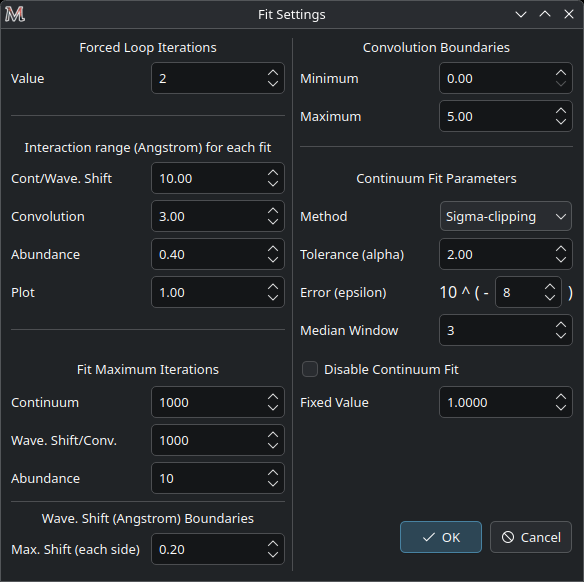 M
Fit Settings
Forced Loop Iterations
Value 2
Interaction range (Angstrom) for each fit
Cont/Wave. Shift 10.00
Convolution 3.00
Abundance 0.40
Plot 1.00
Fit Maximum Iterations
Continuum 1000
Wave. Shift/Conv. 1000
Abundance 10
Wave. Shift (Angstrom) Boundaries
Max. Shift (each side) 0.20
Convolution Boundaries
Minimum 0.00
Maximum 5.00
Continuum Fit Parameters
Method Sigma-clipping
Tolerance (alpha) 2.00
Error (epsilon) 10 ^ ( - 8 )
Median Window 3
Disable Continuum Fit
Fixed Value 1.0000
OK Cancel